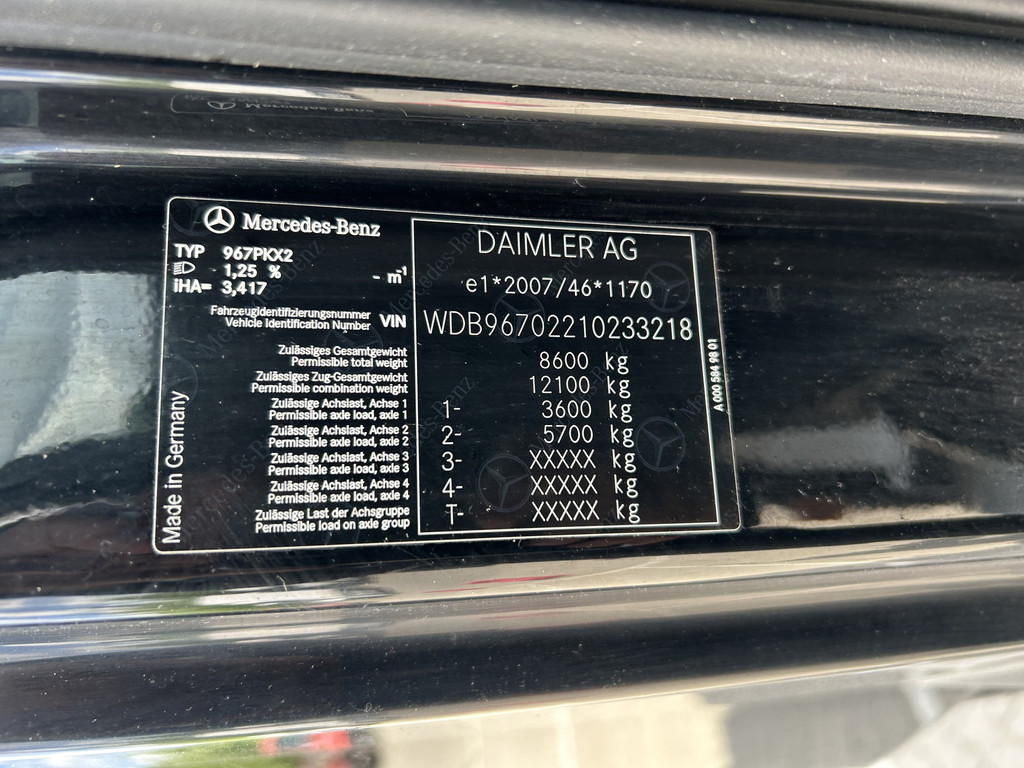 Mercedes-Benz
TYP 967PKX2
1,25 % - m⁻¹
iHA= 3,417
DAIMLER AG
e1*2007/46*1170
Fahrzeugidentifizierungsnummer
Vehicle Identification Number VIN WDB96702210233218
Zulässiges Gesamtgewicht
Permissible total weight 8600 kg
Zulässiges Zug-Gesamtgewicht
Permissible combination weight 12100 kg
Zulässige Achslast, Achse 1
Permissible axle load, axle 1 1- 3600 kg
Zulässige Achslast, Achse 2
Permissible axle load, axle 2 2- 5700 kg
Zulässige Achslast, Achse 3
Permissible axle load, axle 3 3- XXXXX kg
Zulässige Achslast, Achse 4
Permissible axle load, axle 4 4- XXXXX kg
Zulässige Last der Achsgruppe
Permissible load on axle group T- XXXXX kg
Made in Germany
A 000 584 98 01